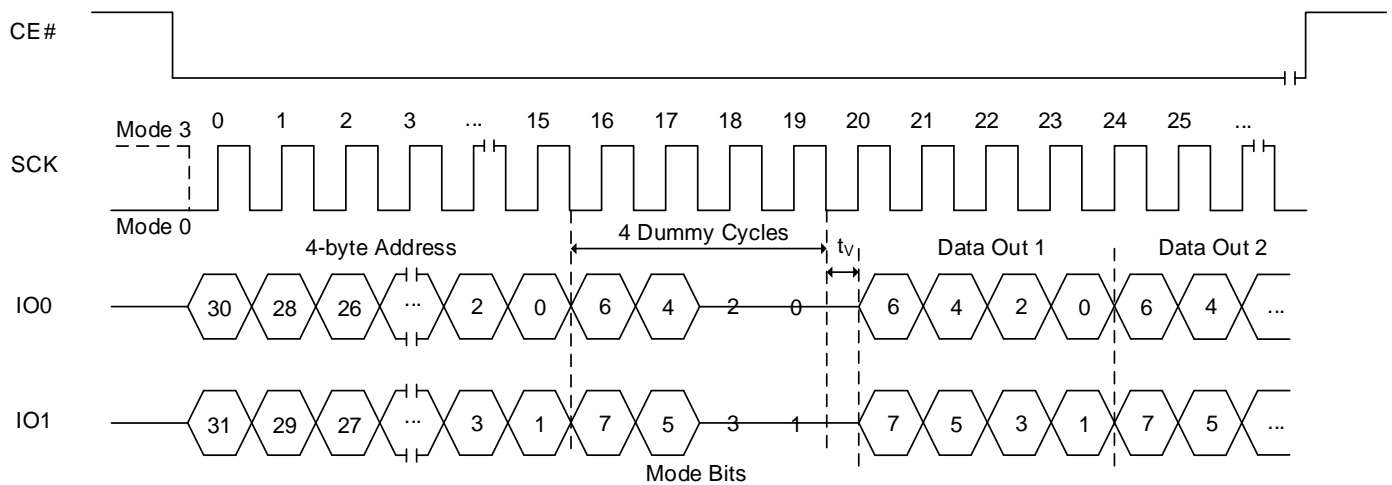 CE#
0 1 2 3 ... 15 16 17 18 19 20 21 22 23 24 25 ...
Mode 3
SCK
Mode 0
4 Dummy Cycles
4-byte Address tV Data Out 1 Data Out 2
IO0 30 28 26 ... 2 0 6 4 2 0 6 4 2 0 6 4 ...
IO1 31 29 27 ... 3 1 7 5 3 1 7 5 3 1 7 5 ...
Mode Bits